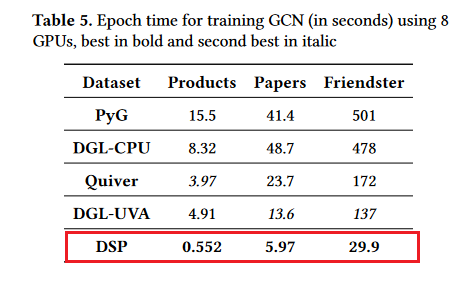 Table 5. Epoch time for training GCN (in seconds) using 8
GPUs, best in bold and second best in italic
Dataset Products Papers Friendster
PyG 15.5 41.4 501
DGL-CPU 8.32 48.7 478
Quiver 3.97 23.7 172
DGL-UVA 4.91 13.6 137
DSP 0.552 5.97 29.9